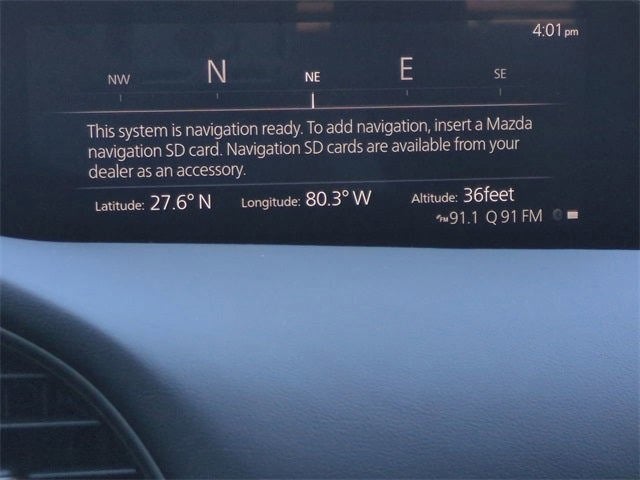 4:01pm
NW N NE E SE
This system is navigation ready. To add navigation, insert a Mazda
navigation SD card. Navigation SD cards are available from your
dealer as an accessory.
Latitude: 27.6° N Longitude: 80.3° W Altitude: 36feet
FM 91.1 Q 91 FM